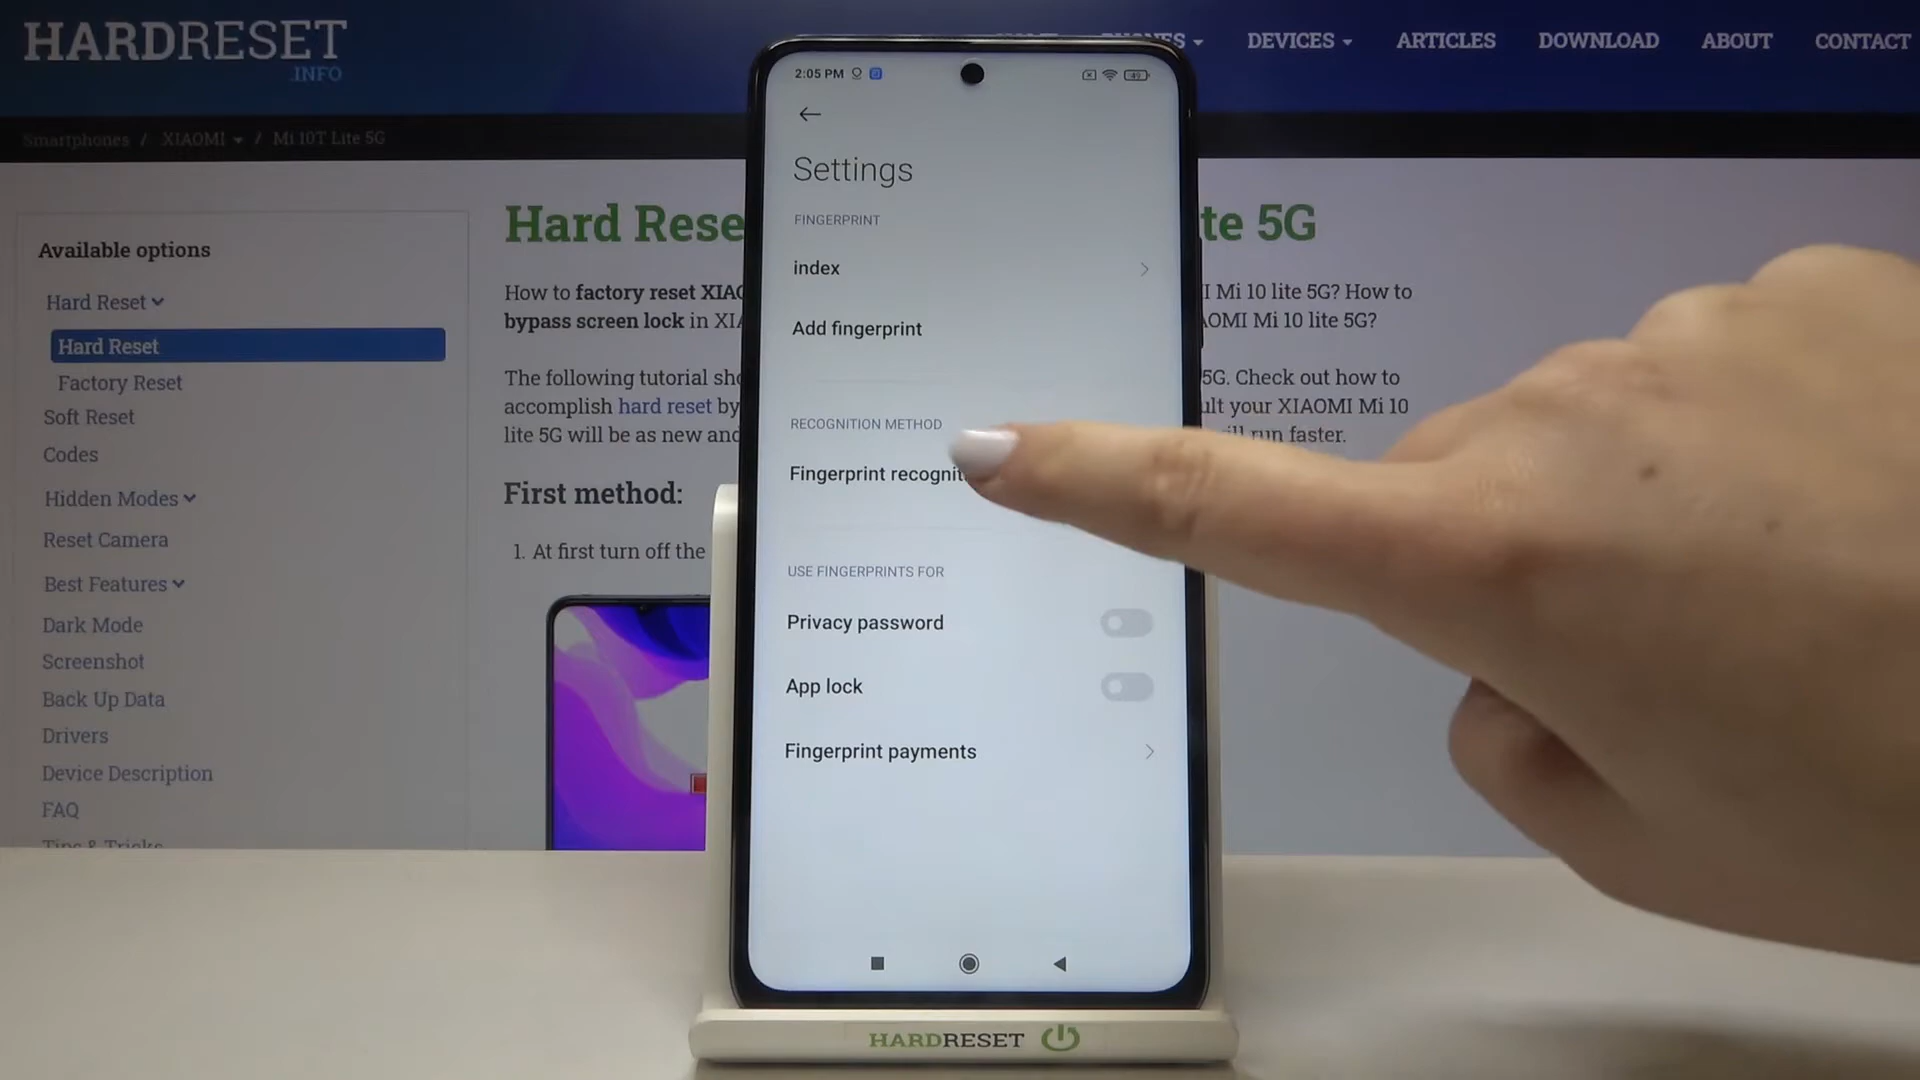 HARDRESET
.INFO
DEVICES
ARTICLES
DOWNLOAD
ABOUT
CONTACT
Smartphones / XIAOMI / Mi 10T Lite 5G
Available options
Hard Reset
Hard Reset
Factory Reset
Soft Reset
Codes
Hidden Modes
Reset Camera
Best Features
Dark Mode
Screenshot
Back Up Data
Drivers
Device Description
FAQ
Tips & Tricks
Hard Rese
te 5G
How to factory reset XIAO
I Mi 10 lite 5G? How to
bypass screen lock in XIA
OMI Mi 10 lite 5G?
The following tutorial sho
5G. Check out how to
accomplish hard reset by
ult your XIAOMI Mi 10
lite 5G will be as new and
ill run faster.
First method:
1. At first turn off the
2:05 PM
49
Settings
FINGERPRINT
index
Add fingerprint
RECOGNITION METHOD
Fingerprint recognit
USE FINGERPRINTS FOR
Privacy password
App lock
Fingerprint payments
HARDRESET